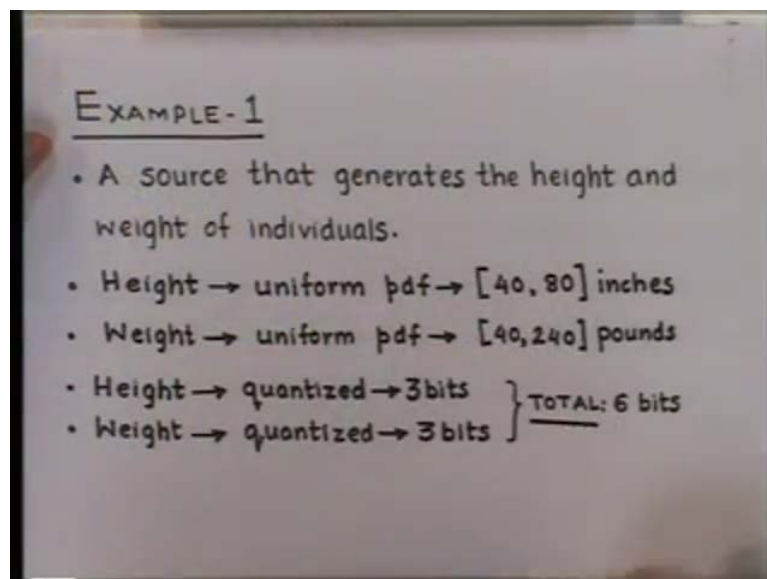 EXAMPLE-1
• A source that generates the height and
weight of individuals.
• Height → uniform pdf → [40, 80] inches
• Weight → uniform pdf → [40, 240] pounds
• Height → quantized → 3 bits
• Weight → quantized → 3 bits } TOTAL: 6 bits